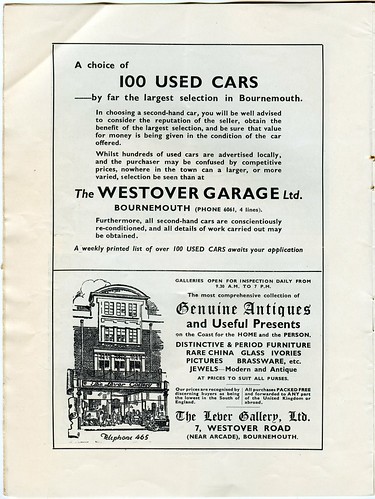 A choice of
100 USED CARS
—by far the largest selection in Bournemouth.
In choosing a second-hand car, you will be well advised
to consider the reputation of the seller, obtain the
benefit of the largest selection, and be sure that value
for money is being given in the condition of the car
offered.
Whilst hundreds of used cars are advertised locally,
and the purchaser may be confused by competitive
prices, nowhere in the town can a larger, or more
varied, selection be seen than at
The WESTOVER GARAGE Ltd.
BOURNEMOUTH (PHONE 6061, 4 lines).
Furthermore, all second-hand cars are conscientiously
re-conditioned, and all details of work carried out may
be obtained.
A weekly printed list of over 100 USED CARS awaits your application
GALLERIES OPEN FOR INSPECTION DAILY FROM
9.30 A.M. TO 7 P.M.
The most comprehensive collection of
Genuine Antiques
and Useful Presents
on the Coast for the HOME and the PERSON.
DISTINCTIVE & PERIOD FURNITURE
RARE CHINA GLASS IVORIES
PICTURES BRASSWARE, etc.
JEWELS—Modern and Antique
AT PRICES TO SUIT ALL PURSES.
Our prices are recognised by
discerning buyers as being
the lowest in the South of
England.
All purchases PACKED FREE
and forwarded to ANY part
of the United Kingdom or
abroad.
The Lever Gallery, Ltd.
7, WESTOVER ROAD
(NEAR ARCADE), BOURNEMOUTH.
The Lever Gallery
Telephone 465